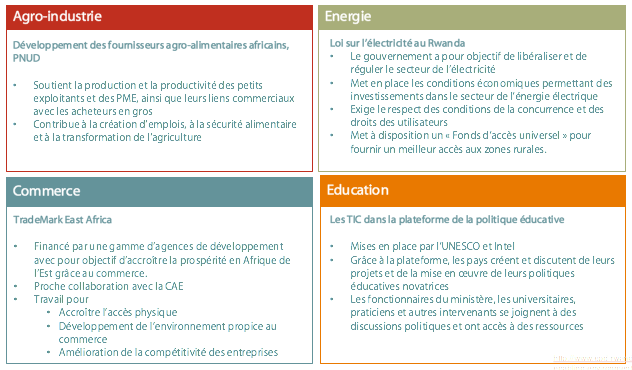 Agro-industrie
Développement des fournisseurs agro-alimentaires africains,
PNUD
• Soutient la production et la productivité des petits
exploitants et des PME, ainsi que leurs liens commerciaux
avec les acheteurs en gros
• Contribue à la création d'emplois, à la sécurité alimentaire
et à la transformation de l'agriculture
Energie
Loi sur l'électricité au Rwanda
• Le gouvernement a pour objectif de libéraliser et de
réguler le secteur de l'électricité
• Met en place les conditions économiques permettant des
investissements dans le secteur de l'énergie électrique
• Exige le respect des conditions de la concurrence et des
droits des utilisateurs
• Met à disposition un « Fonds d'accès universel » pour
fournir un meilleur accès aux zones rurales.
Commerce
TradeMark East Africa
• Financé par une gamme d'agences de développement
avec pour objectif d'accroître la prospérité en Afrique de
l'Est grâce au commerce.
• Proche collaboration avec la CAE
• Travail pour
• Accroître l'accès physique
• Développement de l'environnement propice au
commerce
• Amélioration de la compétitivité des entreprises
Education
Les TIC dans la plateforme de la politique éducative
• Mises en place par l'UNESCO et Intel
• Grâce à la plateforme, les pays créent et discutent de leurs
projets et de la mise en œuvre de leurs politiques
éducatives novatrices
• Les fonctionnaires du ministère, les universitaires,
praticiens et autres intervenants se joignent à des
discussions politiques et ont accès à des ressources